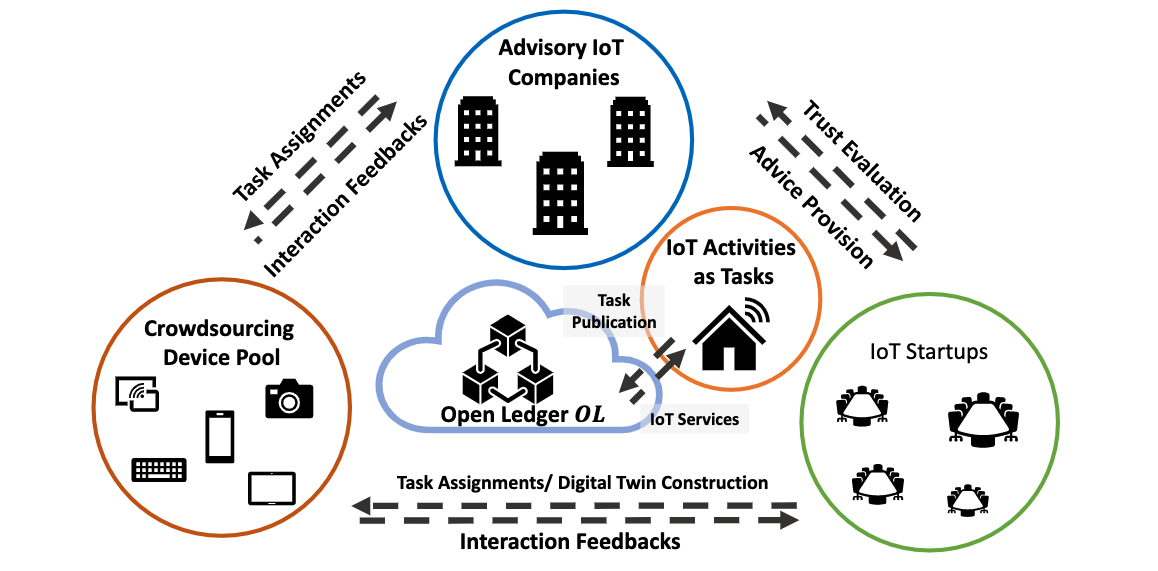 Advisory IoT
Companies
Task Assignments
Interaction Feedbacks
Trust Evaluation
Advice Provision
IoT Activities
as Tasks
Task
Publication
Crowdsourcing
Device Pool
IoT Startups
Open Ledger OL
IoT Services
Task Assignments/ Digital Twin Construction
Interaction Feedbacks